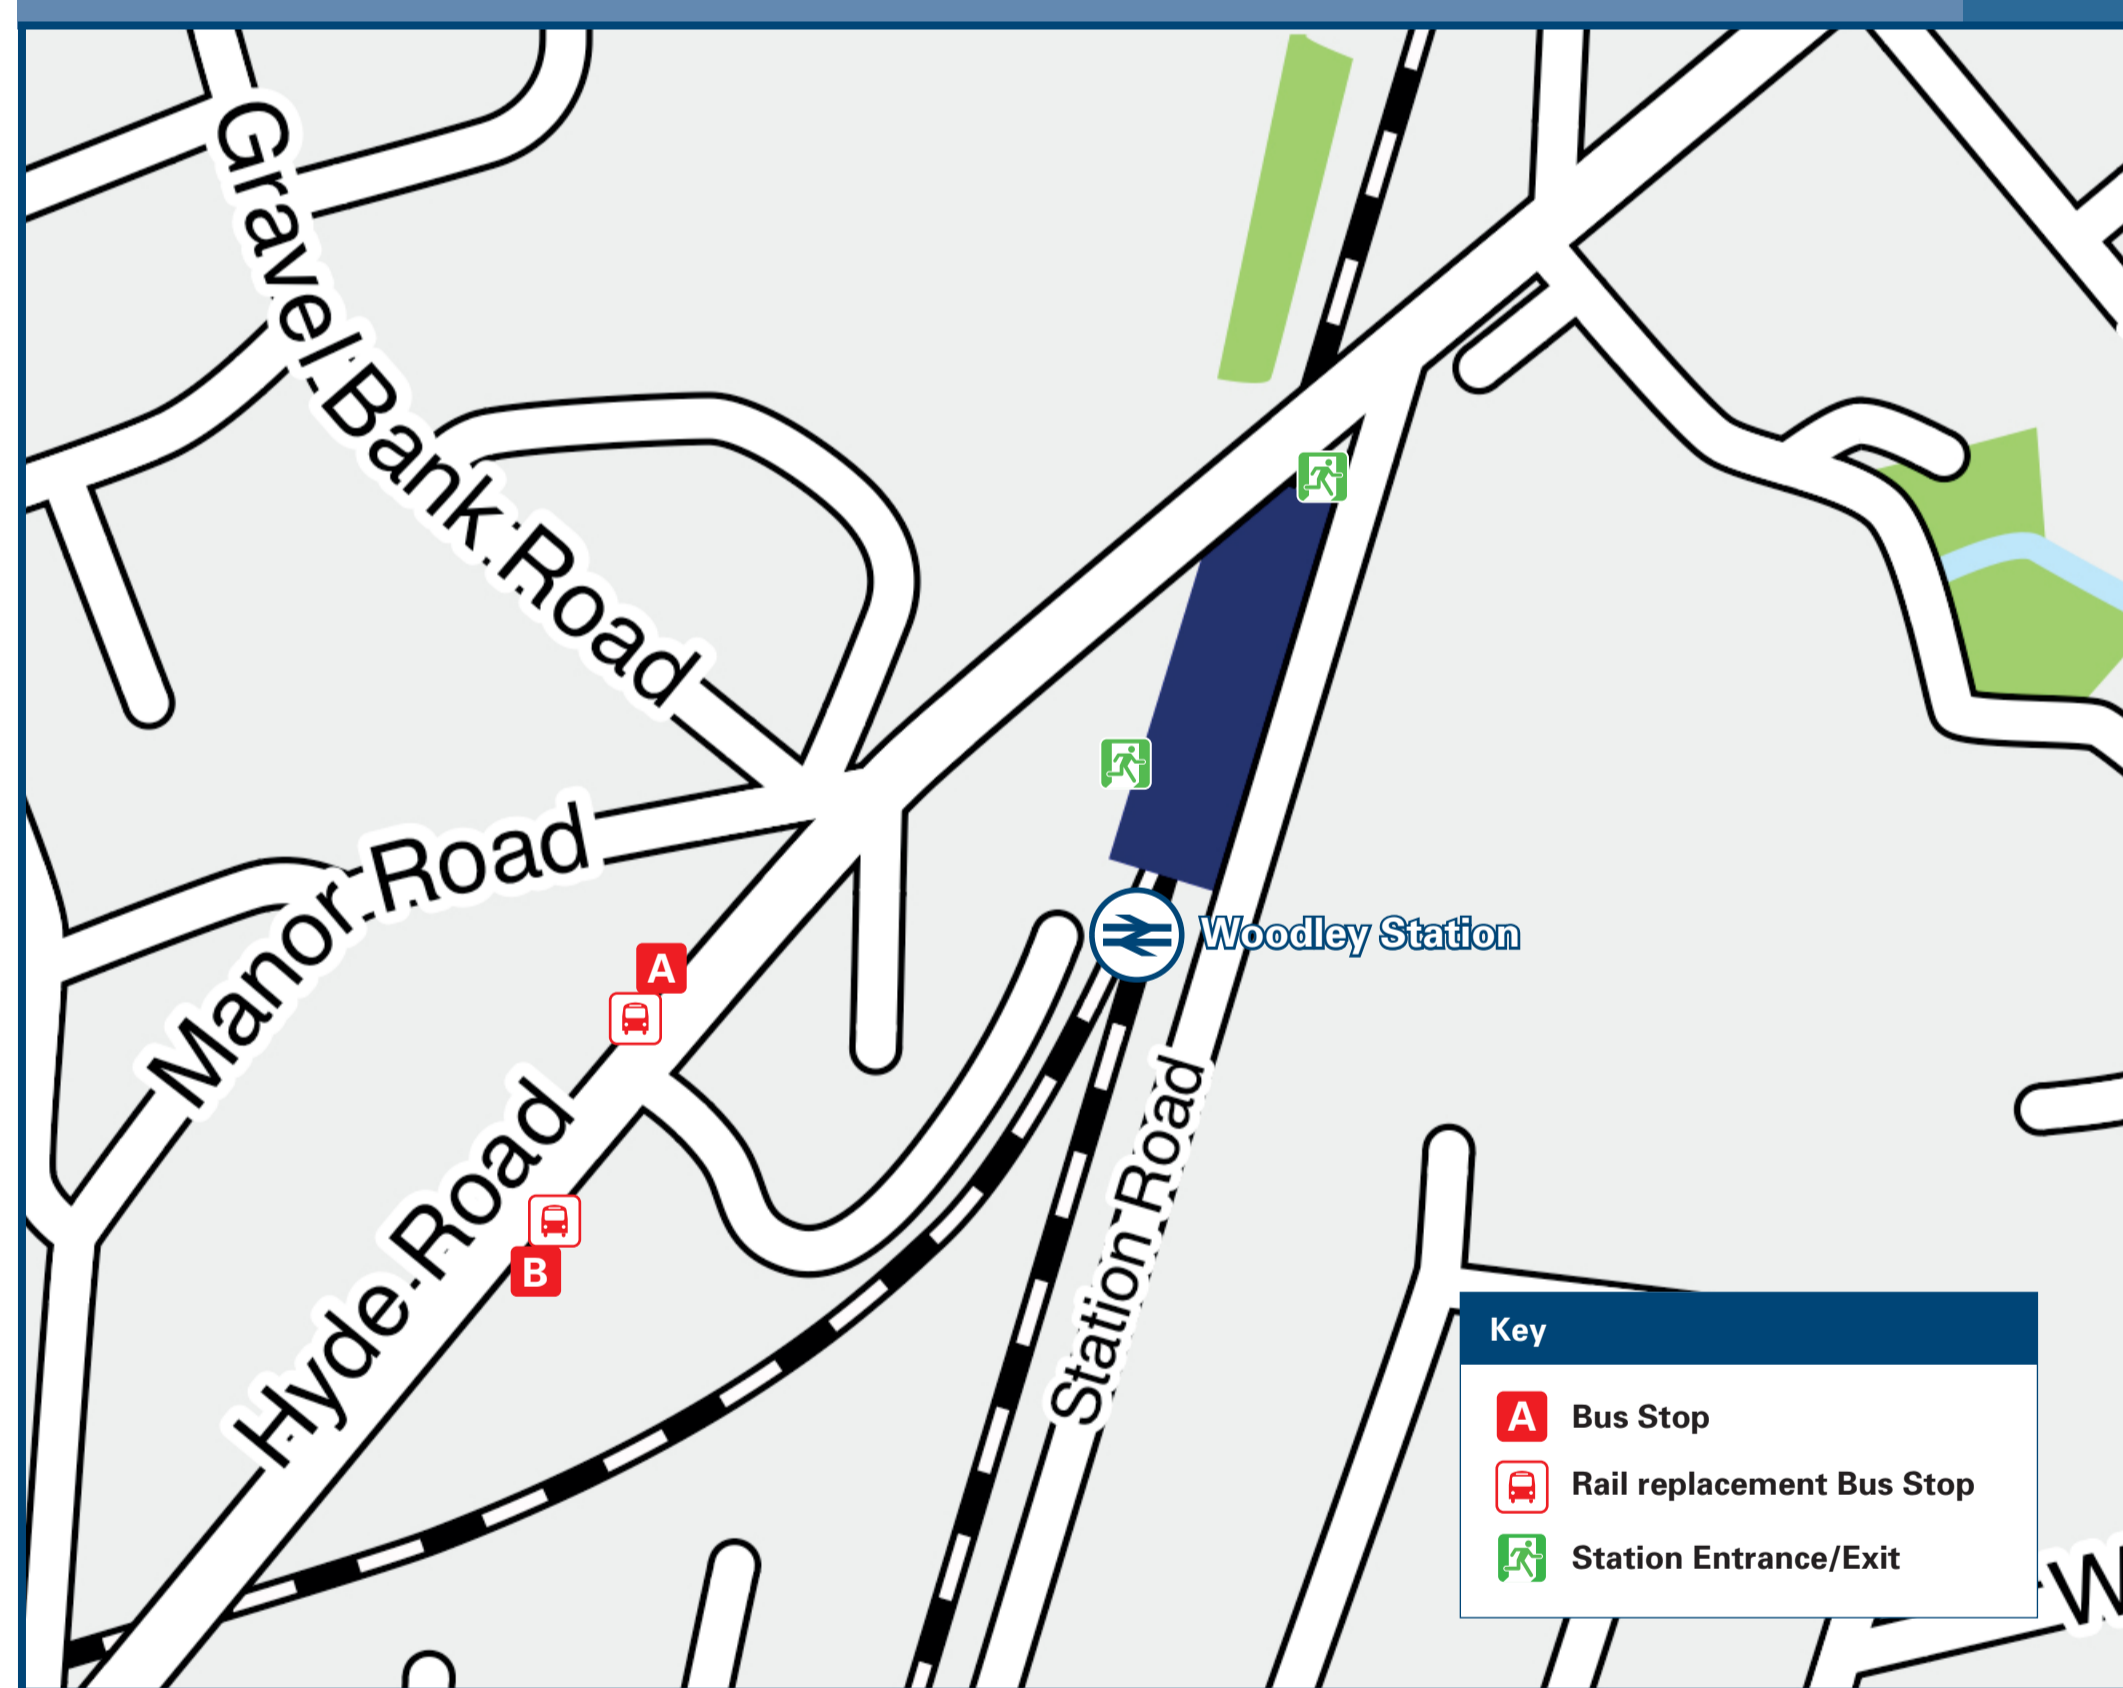 Gravel Bank Road
Manor Road
A
Woodley Station
Hyde Road
B
Station Road
Key
A Bus Stop
Rail replacement Bus Stop
Station Entrance/Exit
W